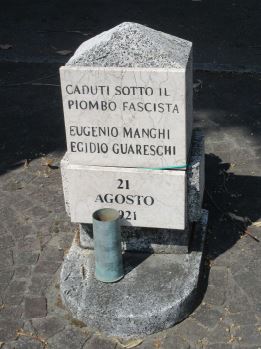 CADUTI SOTTO IL
PIOMBO FASCISTA
EUGENIO MANGHI
EGIDIO GUARESCHI
21
AGOSTO
921